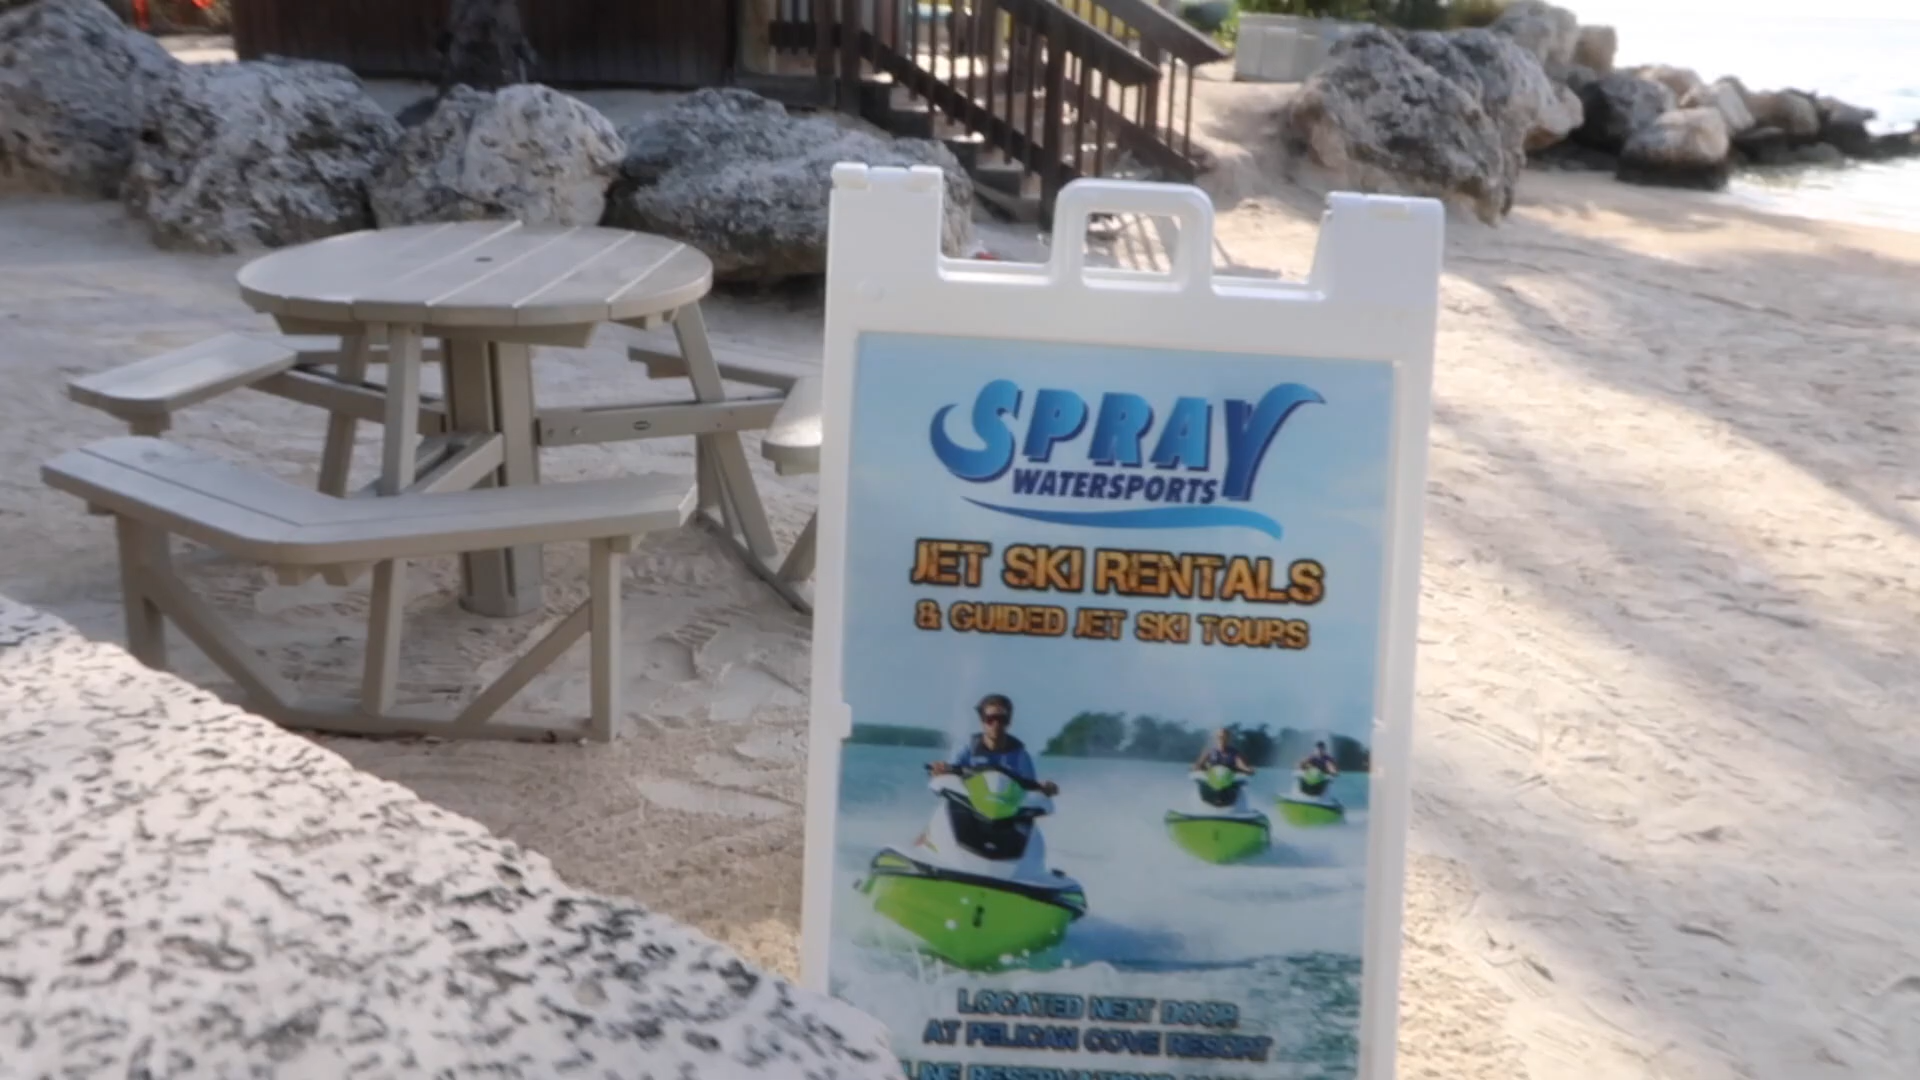 SPRAY
WATERSPORTS
JET SKI RENTALS
& GUIDED JET SKI TOURS
LOCATED NEXT DOOR
AT PELICAN COVE RESORT